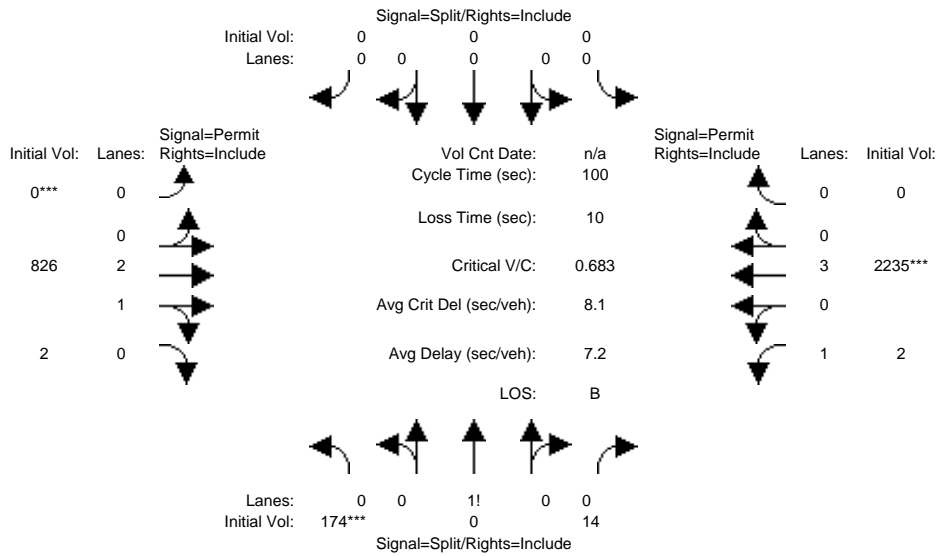 Signal=Split/Rights=Include
Initial Vol: 0 0 0
Lanes: 0 0 0 0 0
Signal=Permit Signal=Permit
Initial Vol: Lanes: Rights=Include Vol Cnt Date: n/a Rights=Include Lanes: Initial Vol:
Cycle Time (sec): 100
0*** 0 0 0
Loss Time (sec): 10
0 0
826 2 Critical V/C: 0.683 3 2235***
1 Avg Crit Del (sec/veh): 8.1 0
2 0 Avg Delay (sec/veh): 7.2 1 2
LOS: B
Lanes: 0 0 1! 0 0
Initial Vol: 174*** 0 14
Signal=Split/Rights=Include